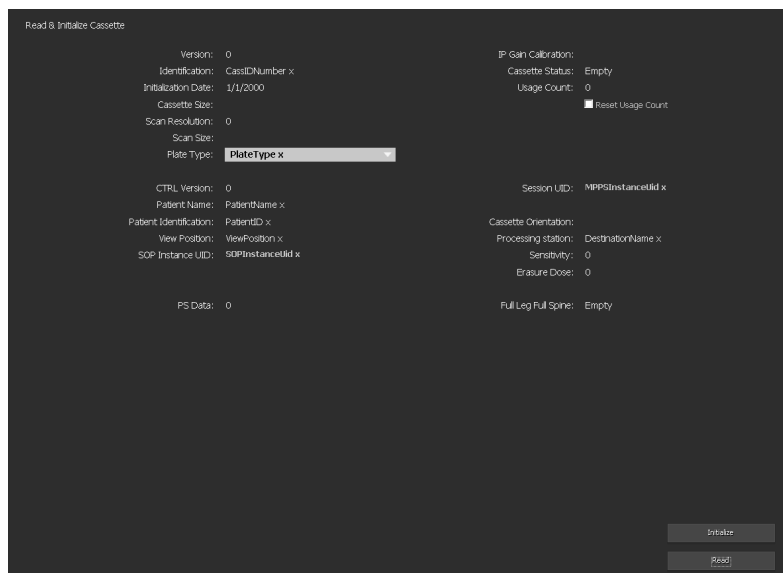 Read & Initialize Cassette
Version: 0 IP Gain Calibration:
Identification: CassIDNumber x Cassette Status: Empty
Initialization Date: 1/1/2000 Usage Count: 0
Cassette Size: Reset Usage Count
Scan Resolution: 0
Scan Size:
Plate Type: PlateType x
CTRL Version: 0 Session UID: MPPSInstanceUid x
Patient Name: PatientName x
Patient Identification: PatientID x Cassette Orientation:
View Position: ViewPosition x Processing station: DestinationName x
SOP Instance UID: SOPInstanceUid x Sensitivity: 0
Erasure Dose: 0
PS Data: 0 Full Leg Full Spine: Empty
Initialize
Read